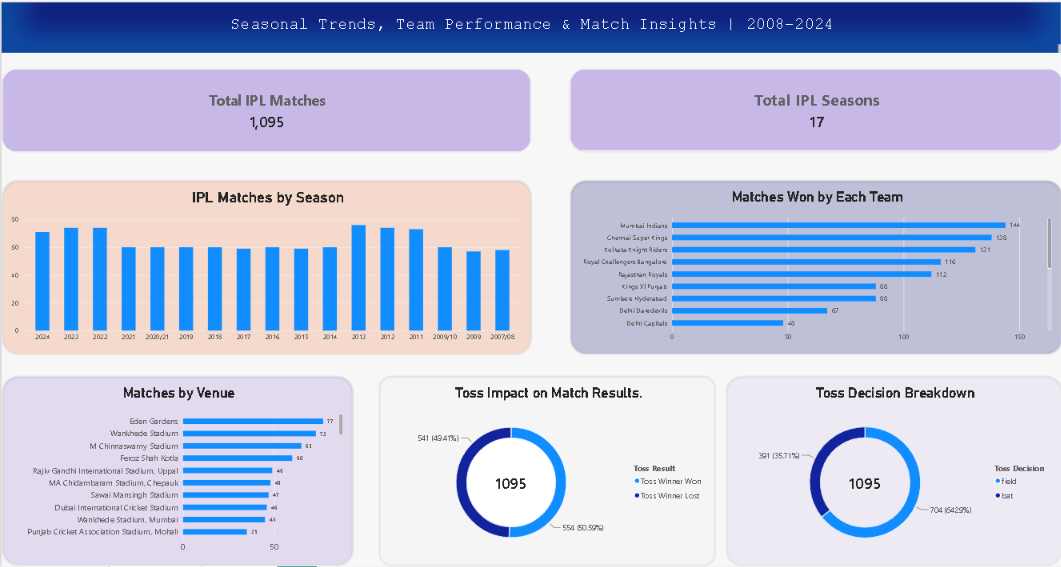 Seasonal Trends, Team Performance & Match Insights | 2008-2024
Total IPL Matches
1,095
Total IPL Seasons
17
IPL Matches by Season
80
60
40
20
0
2024 2023 2022 2021 2020/21 2019 2018 2017 2016 2015 2014 2013 2012 2011 2009/10 2009 2007/08
Matches Won by Each Team
Mumbai Indians 144
Chennai Super Kings 138
Kolkata Knight Riders 131
Royal Challengers Bangalore 116
Rajasthan Royals 112
Kings XI Punjab 88
Sunrisers Hyderabad 88
Delhi Daredevils 67
Delhi Capitals 48
0 50 100 150
Matches by Venue
Eden Gardens 77
Wankhede Stadium 73
M Chinnaswamy Stadium 65
Feroz Shah Kotla 60
Rajiv Gandhi International Stadium, Uppal 49
MA Chidambaram Stadium, Chepauk 48
Sawai Mansingh Stadium 47
Dubai International Cricket Stadium 46
Wankhede Stadium, Mumbai 45
Punjab Cricket Association Stadium, Mohali 35
0 50
Toss Impact on Match Results.
541 (49.41%)
1095
554 (50.59%)
Toss Result
Toss Winner Won
Toss Winner Lost
Toss Decision Breakdown
391 (35.71%)
1095
704 (64.29%)
Toss Decision
field
bat